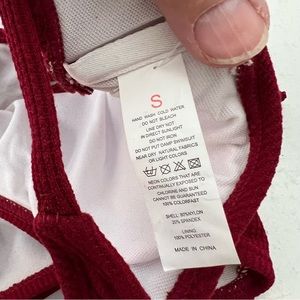 S
HAND WASH COLD WATER
DO NOT BLEACH
LINE DRY NOT
IN DIRECT SUNLIGHT
DO NOT IRON
DO NOT PUT DAMP SWIMSUIT
NEAR DRY NATURAL FABRICS
OR LIGHT COLORS
NEON COLORS THAT ARE
CONTINUALLY EXPOSED TO
CHLORINE AND SUN
CANNOT BE GUARANTEED
100% COLORFAST
SHELL: 80%NYLON
20% SPANDEX
LINING:
100% POLYESTER
MADE IN CHINA